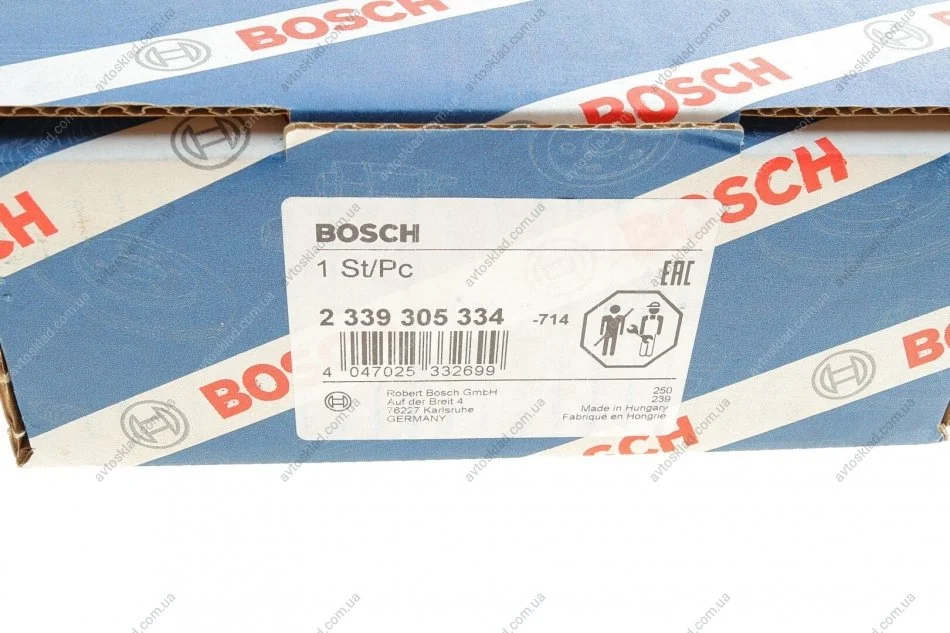 BOSCH
BOSCH
BOSCH
BOSCH
1 St/Pc
EAC
2 339 305 334 -714
4 047025 332699
Robert Bosch GmbH
Auf der Breit 4
76227 Karlsruhe
GERMANY
250
239
Made in Hungary
Fabriqué en Hongrie
avtosklad.com.ua